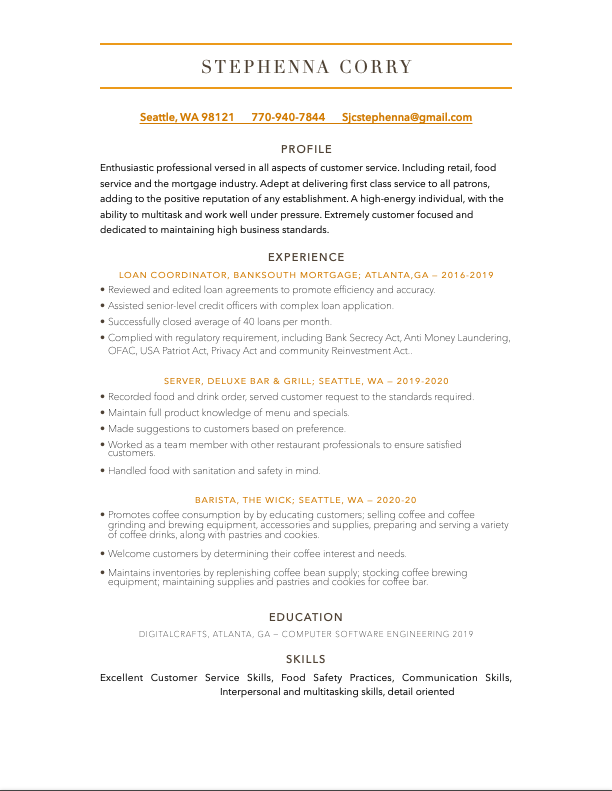 STEPHENNA CORRY
Seattle, WA 98121 770-940-7844 Sjcstephenna@gmail.com
PROFILE
Enthusiastic professional versed in all aspects of customer service. Including retail, food
service and the mortgage industry. Adept at delivering first class service to all patrons,
adding to the positive reputation of any establishment. A high-energy individual, with the
ability to multitask and work well under pressure. Extremely customer focused and
dedicated to maintaining high business standards.
EXPERIENCE
LOAN COORDINATOR, BANKSOUTH MORTGAGE; ATLANTA,GA – 2016-2019
• Reviewed and edited loan agreements to promote efficiency and accuracy.
• Assisted senior-level credit officers with complex loan application.
• Successfully closed average of 40 loans per month.
• Complied with regulatory requirement, including Bank Secrecy Act, Anti Money Laundering,
OFAC, USA Patriot Act, Privacy Act and community Reinvestment Act..
SERVER, DELUXE BAR & GRILL; SEATTLE, WA – 2019-2020
• Recorded food and drink order, served customer request to the standards required.
• Maintain full product knowledge of menu and specials.
• Made suggestions to customers based on preference.
• Worked as a team member with other restaurant professionals to ensure satisfied
customers.
• Handled food with sanitation and safety in mind.
BARISTA, THE WICK; SEATTLE, WA – 2020-20
• Promotes coffee consumption by by educating customers; selling coffee and coffee
grinding and brewing equipment, accessories and supplies, preparing and serving a variety
of coffee drinks, along with pastries and cookies.
• Welcome customers by determining their coffee interest and needs.
• Maintains inventories by replenishing coffee bean supply; stocking coffee brewing
equipment; maintaining supplies and pastries and cookies for coffee bar.
EDUCATION
DIGITALCRAFTS, ATLANTA, GA – COMPUTER SOFTWARE ENGINEERING 2019
SKILLS
Excellent Customer Service Skills, Food Safety Practices, Communication Skills,
Interpersonal and multitasking skills, detail oriented